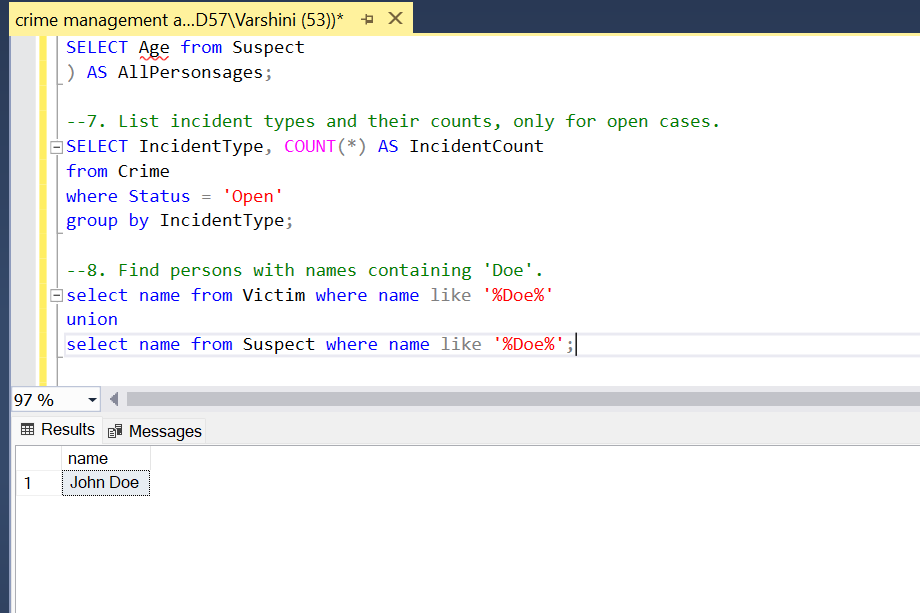 crime management a...D57\Varshini (53))*
SELECT Age from Suspect
) AS AllPersonsages;
--7. List incident types and their counts, only for open cases.
SELECT IncidentType, COUNT(*) AS IncidentCount
from Crime
where Status = 'Open'
group by IncidentType;
--8. Find persons with names containing 'Doe'.
select name from Victim where name like '%Doe%'
union
select name from Suspect where name like '%Doe%';
97 %
Results Messages
name
1 John Doe